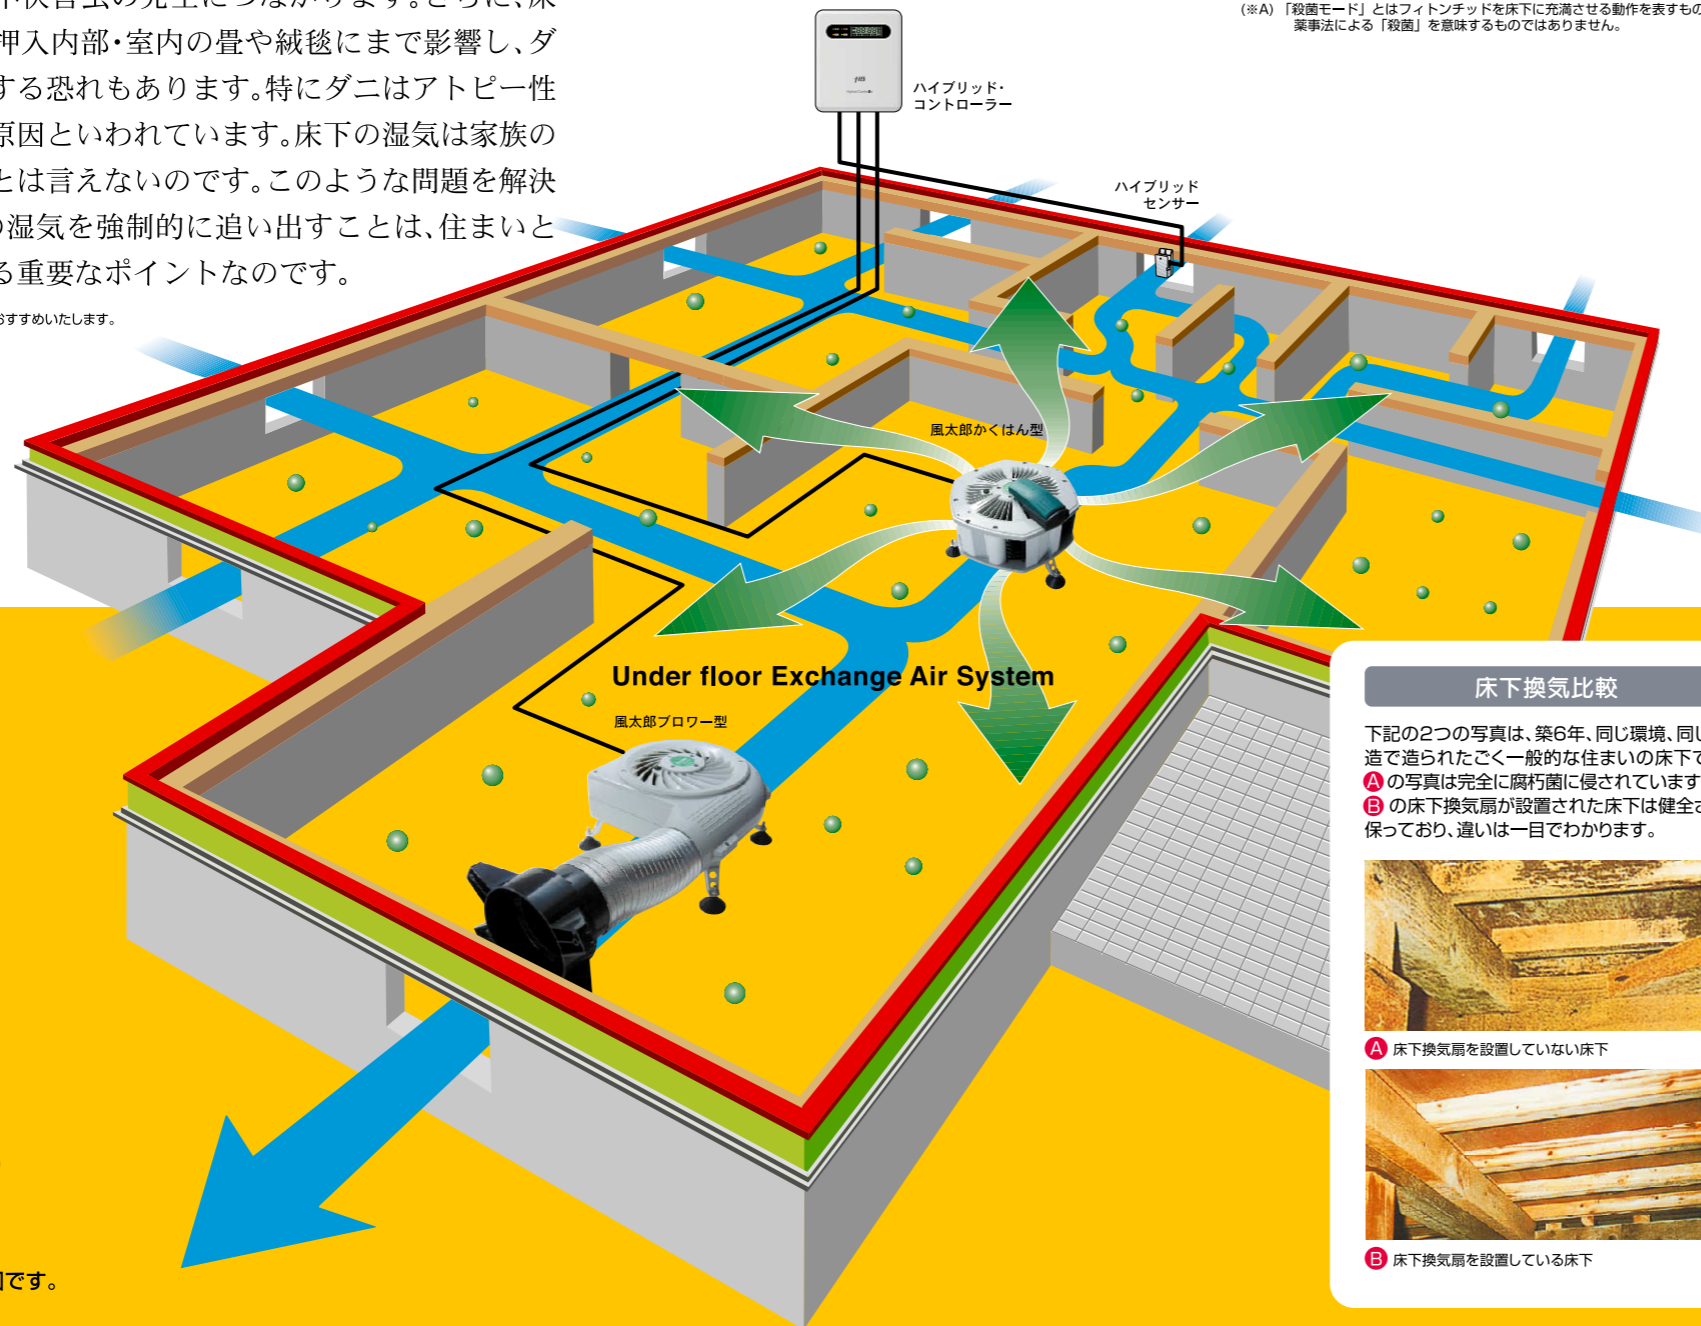 押入内部・室内の畳や絨毯にまで影響し、ダ
する恐れもあります。特にダニはアトピー性
原因といわれています。床下の湿気は家族の
とは言えないのです。このような問題を解決
の湿気を強制的に追い出すことは、住まいと
る重要なポイントなのです。
おすすめいたします。
(※A) 「殺菌モード」とはフィトンチッドを床下に充満させる動作を表すもの
薬事法による「殺菌」を意味するものではありません。
ハイブリッド・
コントローラー
ハイブリッド
センサー
風太郎かくはん型
Under floor Exchange Air System
風太郎ブロワー型
床下換気比較
下記の2つの写真は、築6年、同じ環境、同じ
造で造られたごく一般的な住まいの床下で
Aの写真は完全に腐朽菌に侵されています
Bの床下換気扇が設置された床下は健全さ
保っており、違いは一目でわかります。
A 床下換気扇を設置していない床下
B 床下換気扇を設置している床下
です。